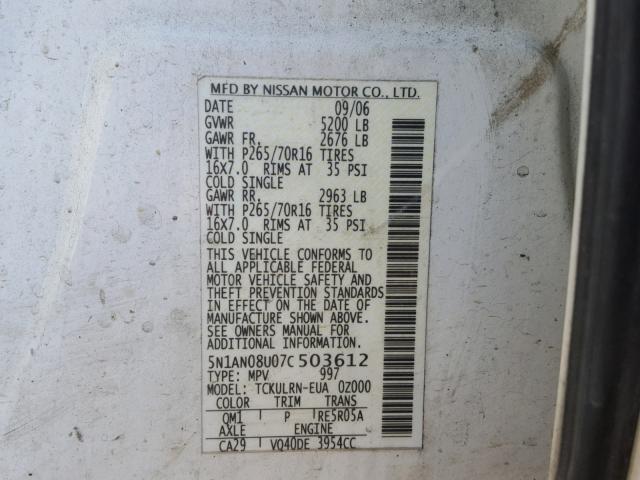 MFD BY NISSAN MOTOR CO., LTD.
DATE 09/06
GVWR 5200 LB
GAWR FR. 2676 LB
WITH P265/70R16 TIRES
16X7.0 RIMS AT 35 PSI
COLD SINGLE
GAWR RR. 2963 LB
WITH P265/70R16 TIRES
16X7.0 RIMS AT 35 PSI
COLD SINGLE
THIS VEHICLE CONFORMS TO
ALL APPLICABLE FEDERAL
MOTOR VEHICLE SAFETY AND
THEFT PREVENTION STANDARDS
IN EFFECT ON THE DATE OF
MANUFACTURE SHOWN ABOVE.
SEE OWNERS MANUAL FOR
ADDITIONAL INFORMATION.
5N1AN08U07C503612
TYPE: MPV 997
MODEL: TCKULRN-EUA 0Z000
COLOR TRIM TRANS
QM1 P RE5R05A
AXLE ENGINE
CA29 VQ40DE 3954CC